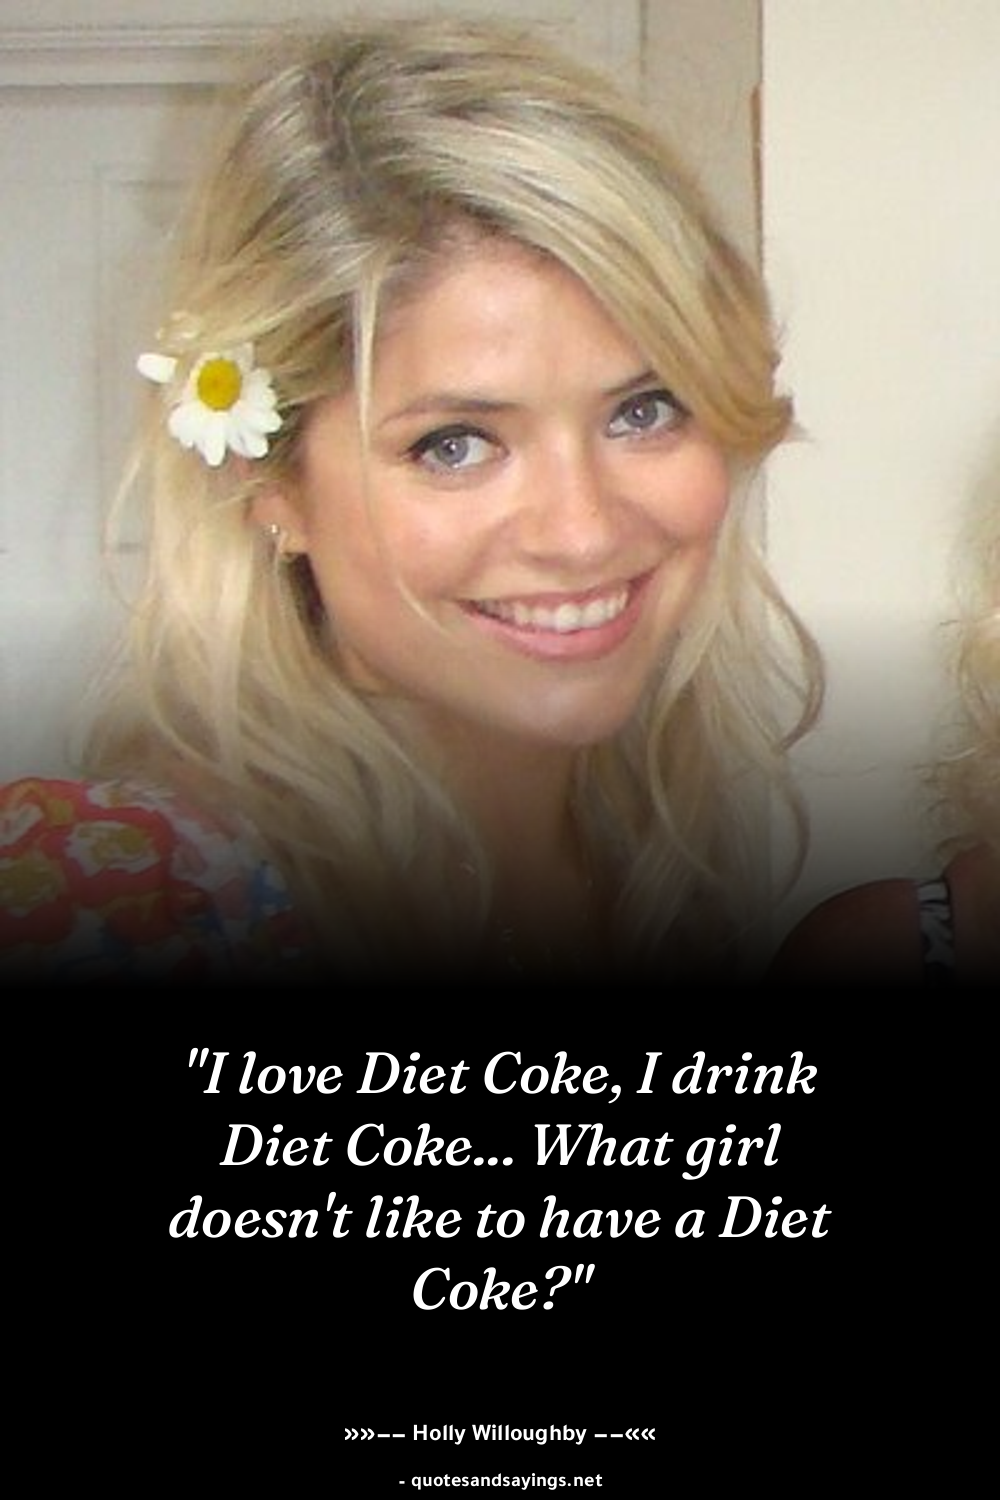 "I love Diet Coke, I drink
Diet Coke... What girl
doesn't like to have a Diet
Coke?"
»»–– Holly Willoughby ––««
- quotesandsayings.net